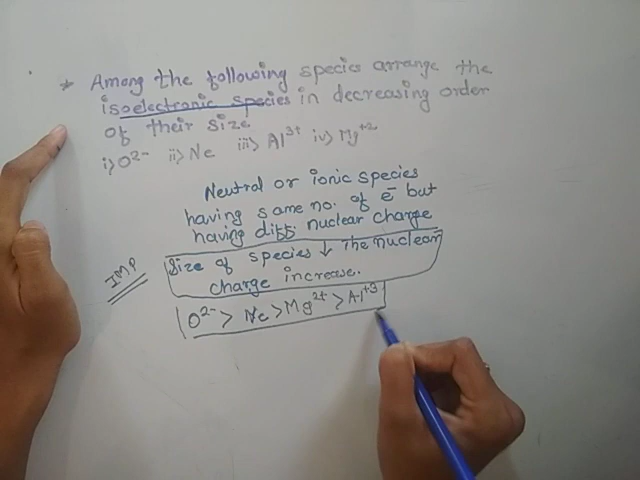 * Among the following species arrange the
isoelectronic species in decreasing order
of their size
i) O²⁻ ii) Ne iii) Al³⁺ iv) Mg⁺²
Neutral or ionic species
having same no. of e⁻ but
having diff. nuclear charge
IMP
Size of species ↓ The nuclear
charge increase.
O²⁻ > Ne > Mg²⁺ > Al⁺³